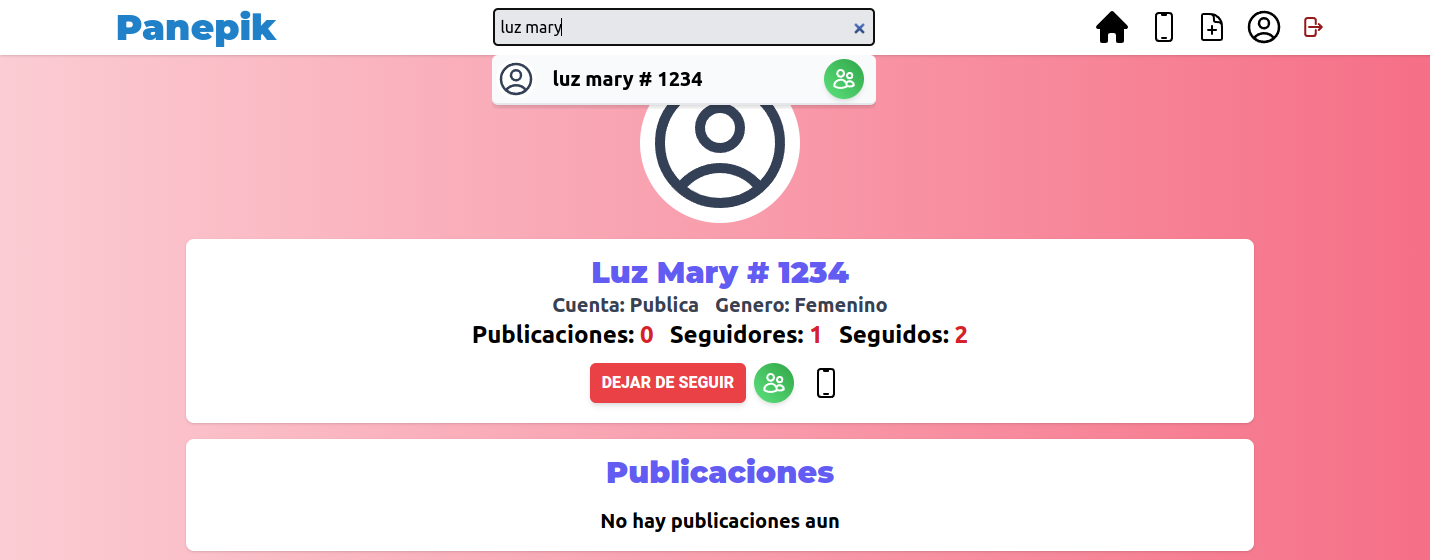 Panepik
luz mary
luz mary # 1234
Luz Mary # 1234
Cuenta: Publica Genero: Femenino
Publicaciones: 0 Seguidores: 1 Seguidos: 2
DEJAR DE SEGUIR
Publicaciones
No hay publicaciones aun